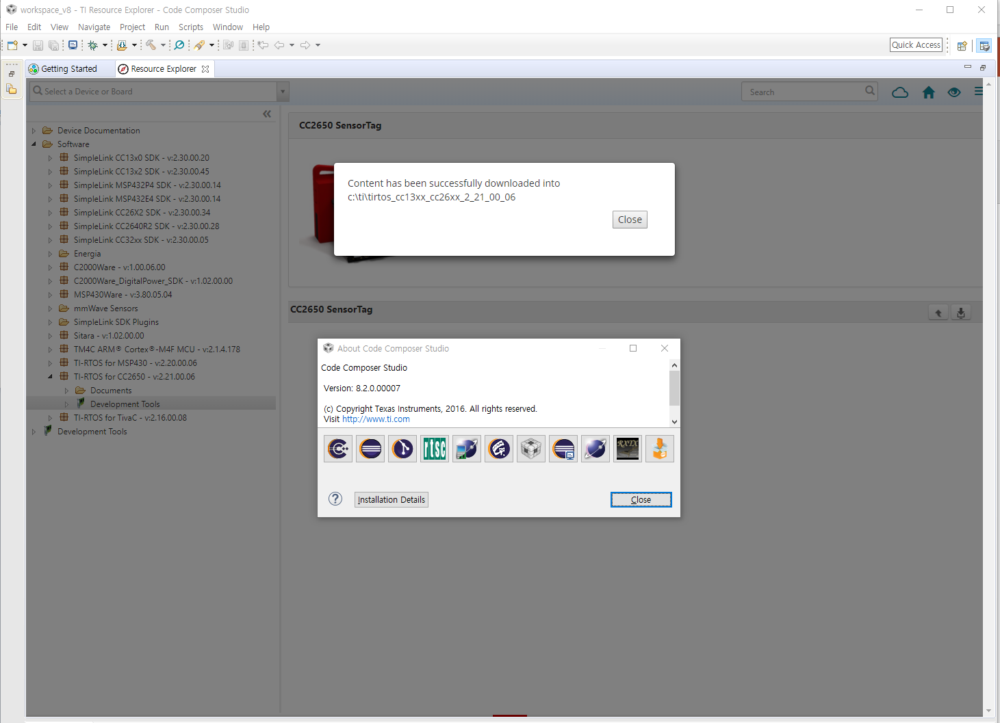 workspace_v8 - TI Resource Explorer - Code Composer Studio
File Edit View Navigate Project Run Scripts Window Help
Quick Access
Getting Started
Resource Explorer
Select a Device or Board
Search
Device Documentation
Software
SimpleLink CC13x0 SDK - v:2.30.00.20
SimpleLink CC13x2 SDK - v:2.30.00.45
SimpleLink MSP432P4 SDK - v:2.30.00.14
SimpleLink MSP432E4 SDK - v:2.30.00.14
SimpleLink CC26X2 SDK - v:2.30.00.34
SimpleLink CC2640R2 SDK - v:2.30.00.28
SimpleLink CC32xx SDK - v:2.30.00.05
Energia
C2000Ware - v:1.00.06.00
C2000Ware_DigitalPower_SDK - v:1.02.00.00
MSP430Ware - v:3.80.05.04
mmWave Sensors
SimpleLink SDK Plugins
Sitara - v:1.02.00.00
TM4C ARM® Cortex®-M4F MCU - v:2.1.4.178
TI-RTOS for MSP430 - v:2.20.00.06
TI-RTOS for CC2650 - v:2.21.00.06
Documents
Development Tools
TI-RTOS for TivaC - v:2.16.00.08
Development Tools
CC2650 SensorTag
Content has been successfully downloaded into
c:\ti\tirtos_cc13xx_cc26xx_2_21_00_06
Close
CC2650 SensorTag
About Code Composer Studio
Code Composer Studio
Version: 8.2.0.00007
(c) Copyright Texas Instruments, 2016. All rights reserved.
Visit http://www.ti.com
rtsc
RXTX
Installation Details
Close